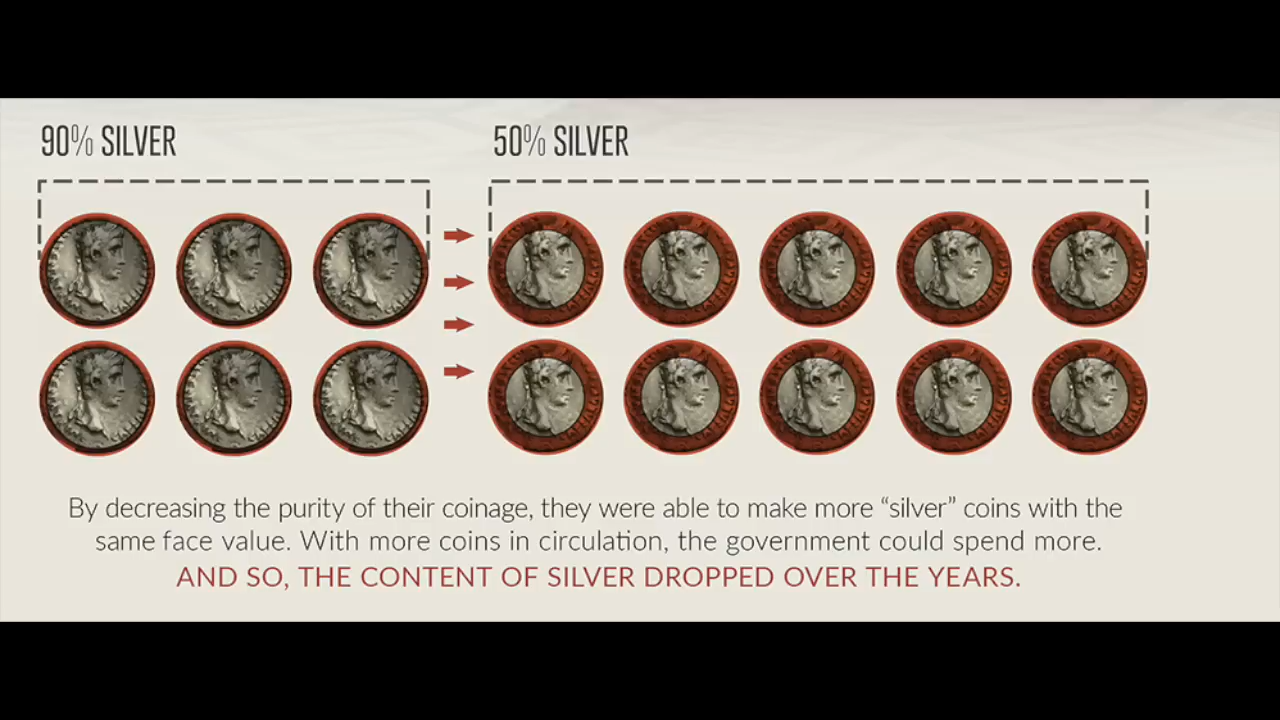 90% SILVER
50% SILVER
By decreasing the purity of their coinage, they were able to make more “silver” coins with the
same face value. With more coins in circulation, the government could spend more.
AND SO, THE CONTENT OF SILVER DROPPED OVER THE YEARS.